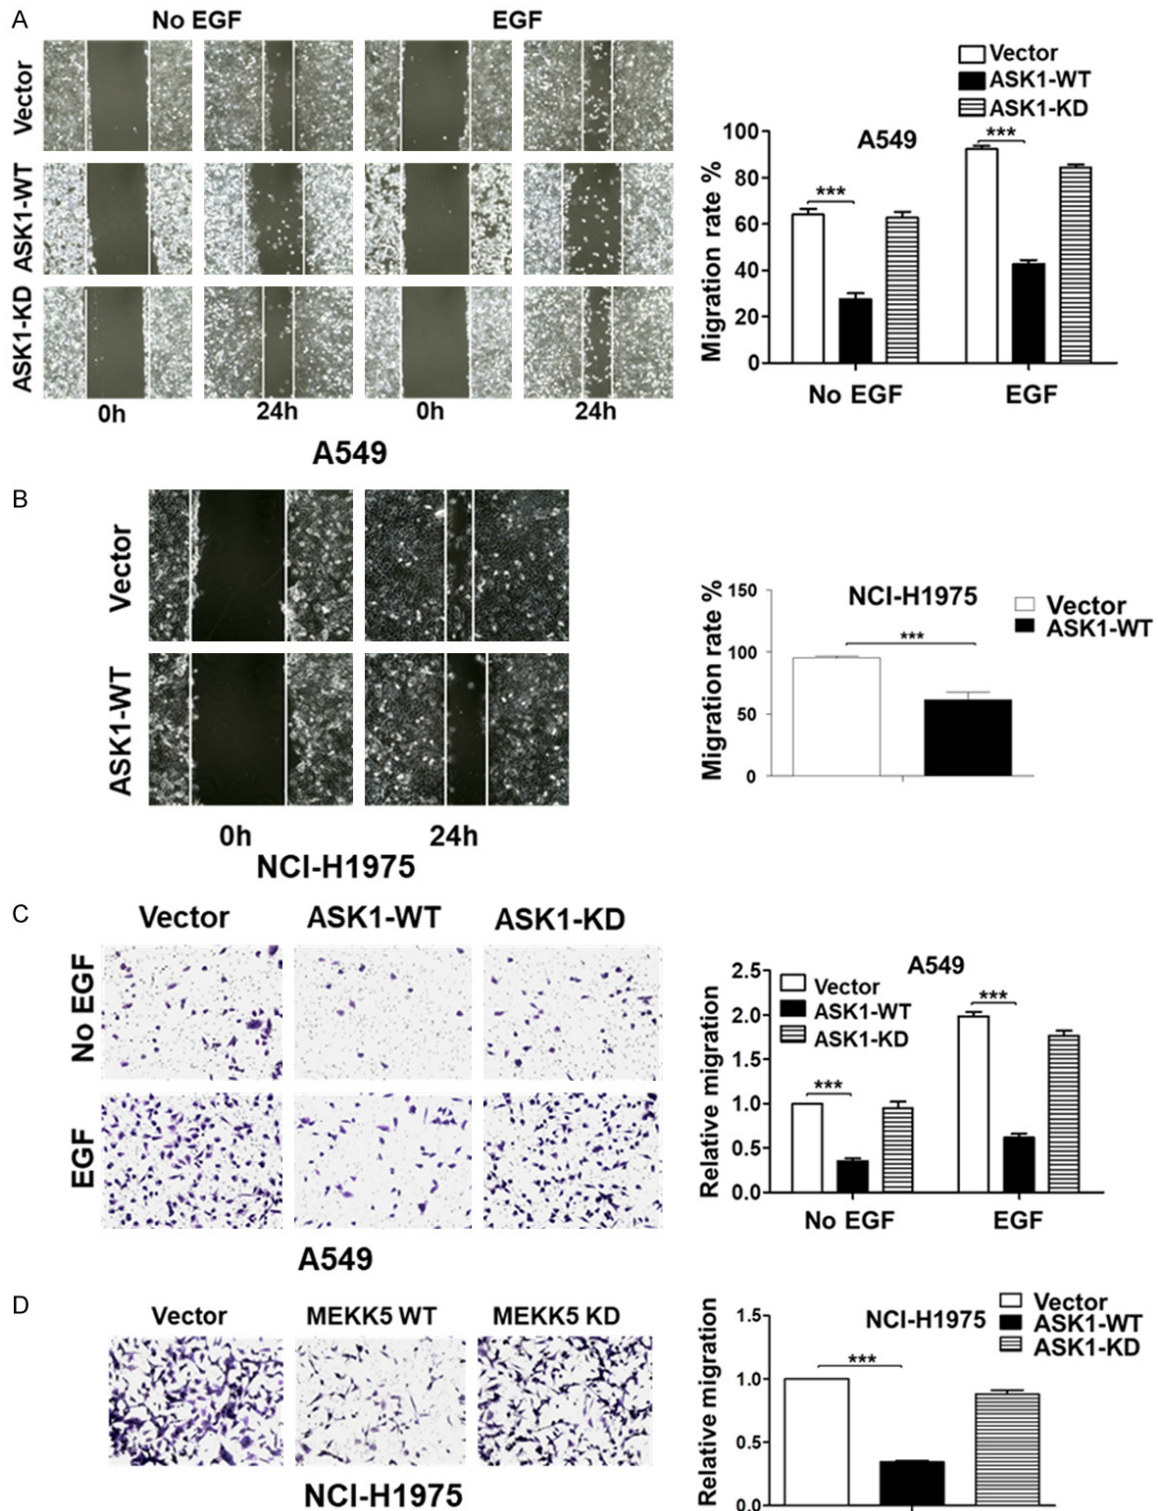 A
No EGF
EGF
Vector
ASK1-WT
ASK1-KD
0h
24h
0h
24h
A549
Vector
ASK1-WT
ASK1-KD
A549
Migration rate %
100
80
60
40
20
0
***
***
No EGF
EGF
B
Vector
ASK1-WT
0h
24h
NCI-H1975
NCI-H1975
Vector
ASK1-WT
Migration rate %
150
100
50
0
***
C
Vector
ASK1-WT
ASK1-KD
No EGF
EGF
A549
A549
Vector
ASK1-WT
ASK1-KD
Relative migration
2.5
2.0
1.5
1.0
0.5
0.0
***
***
No EGF
EGF
D
Vector
MEKK5 WT
MEKK5 KD
NCI-H1975
NCI-H1975
Vector
ASK1-WT
ASK1-KD
Relative migration
1.5
1.0
0.5
0.0
***